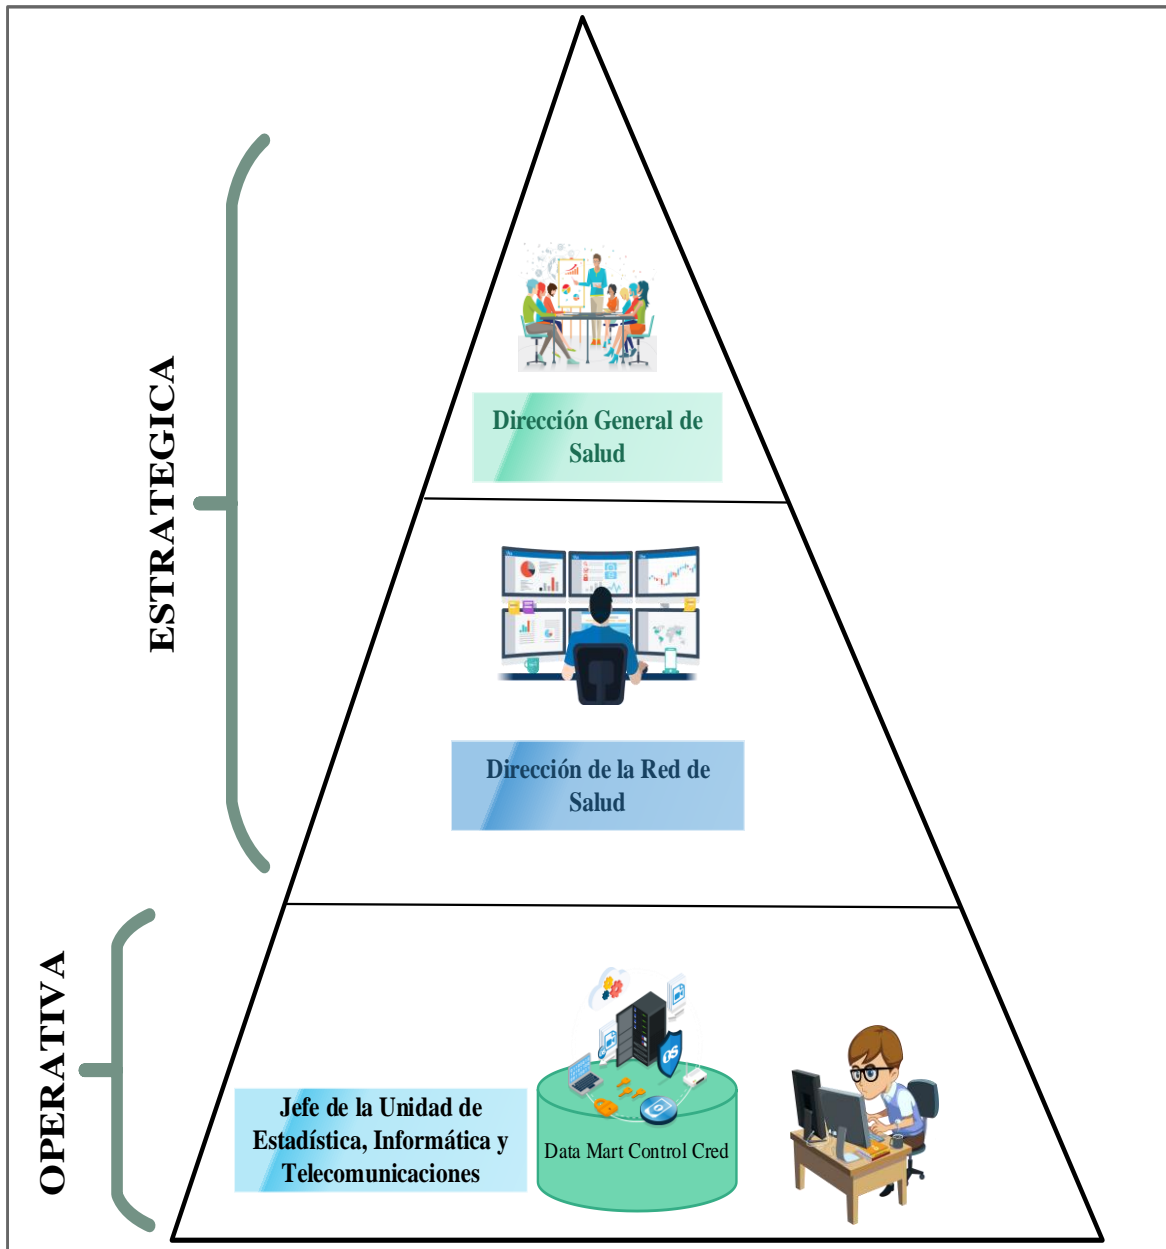 ESTRATEGICA
Dirección General de
Salud
Dirección de la Red de
Salud
OPERATIVA
Jefe de la Unidad de
Estadística, Informática y
Telecomunicaciones
Data Mart Control Cred